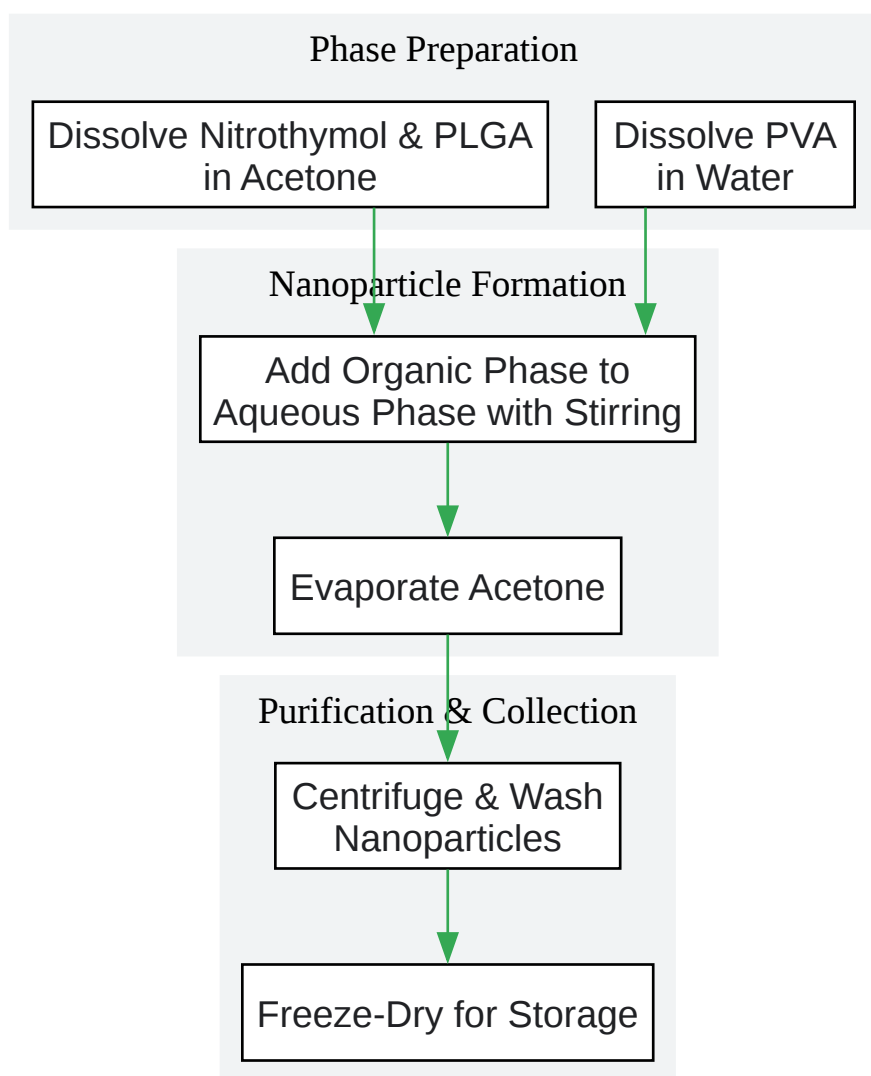 Phase Preparation
Dissolve Nitrothymol & PLGA
in Acetone
Dissolve PVA
in Water
Nanoparticle Formation
Add Organic Phase to
Aqueous Phase with Stirring
Evaporate Acetone
Purification & Collection
Centrifuge & Wash
Nanoparticles
Freeze-Dry for Storage